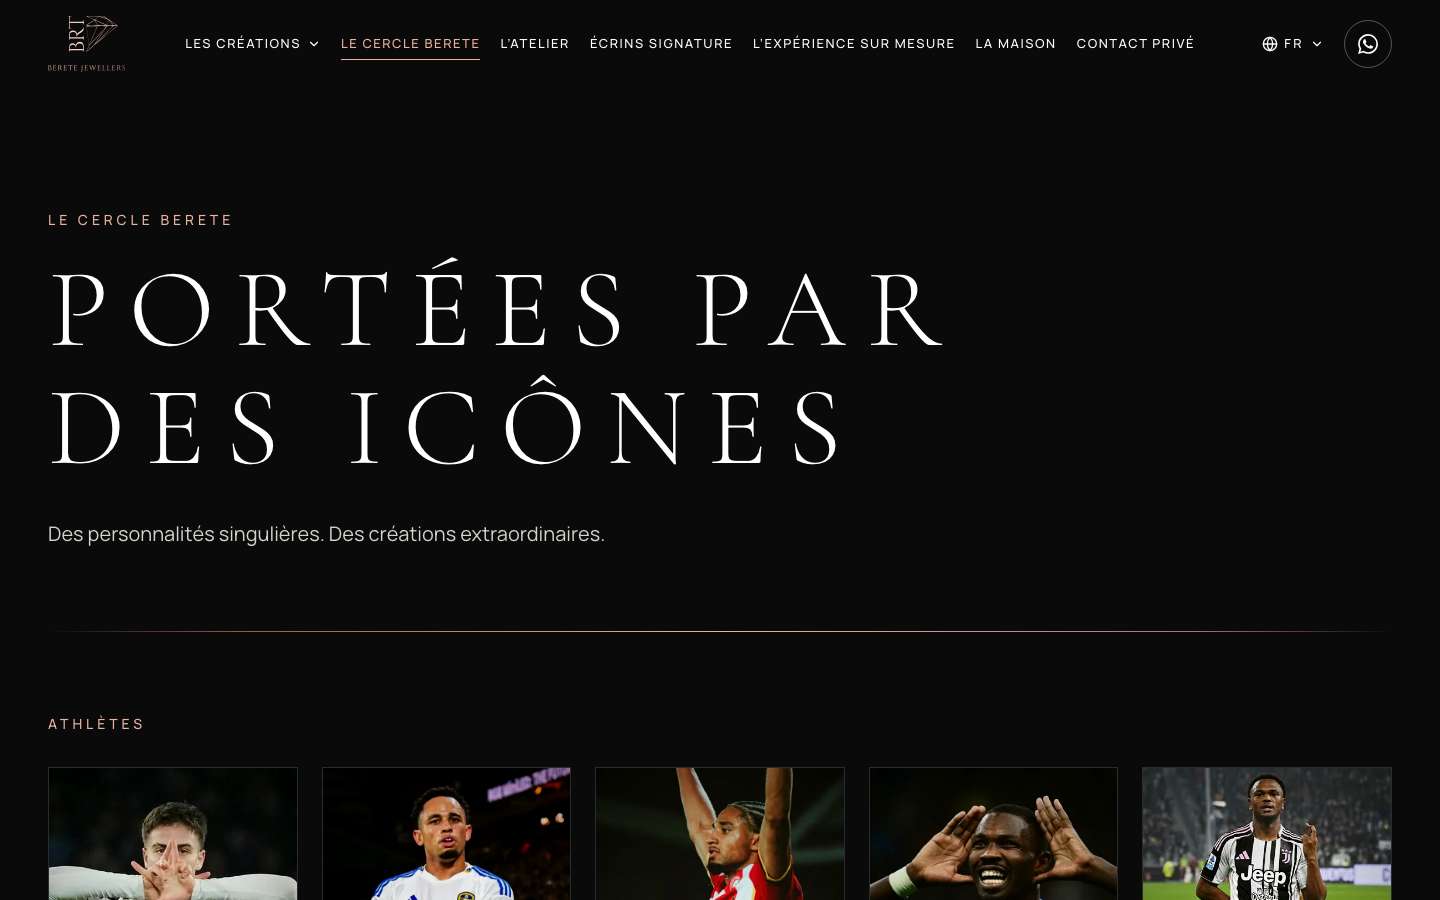 BRT
BERETE JEWELLERS
LES CRÉATIONS
LE CERCLE BERETE
L'ATELIER
ÉCRINS SIGNATURE
L'EXPÉRIENCE SUR MESURE
LA MAISON
CONTACT PRIVÉ
FR
LE CERCLE BERETE
PORTÉES PAR
DES ICÔNES
Des personnalités singulières. Des créations extraordinaires.
ATHLÈTES
Jeep